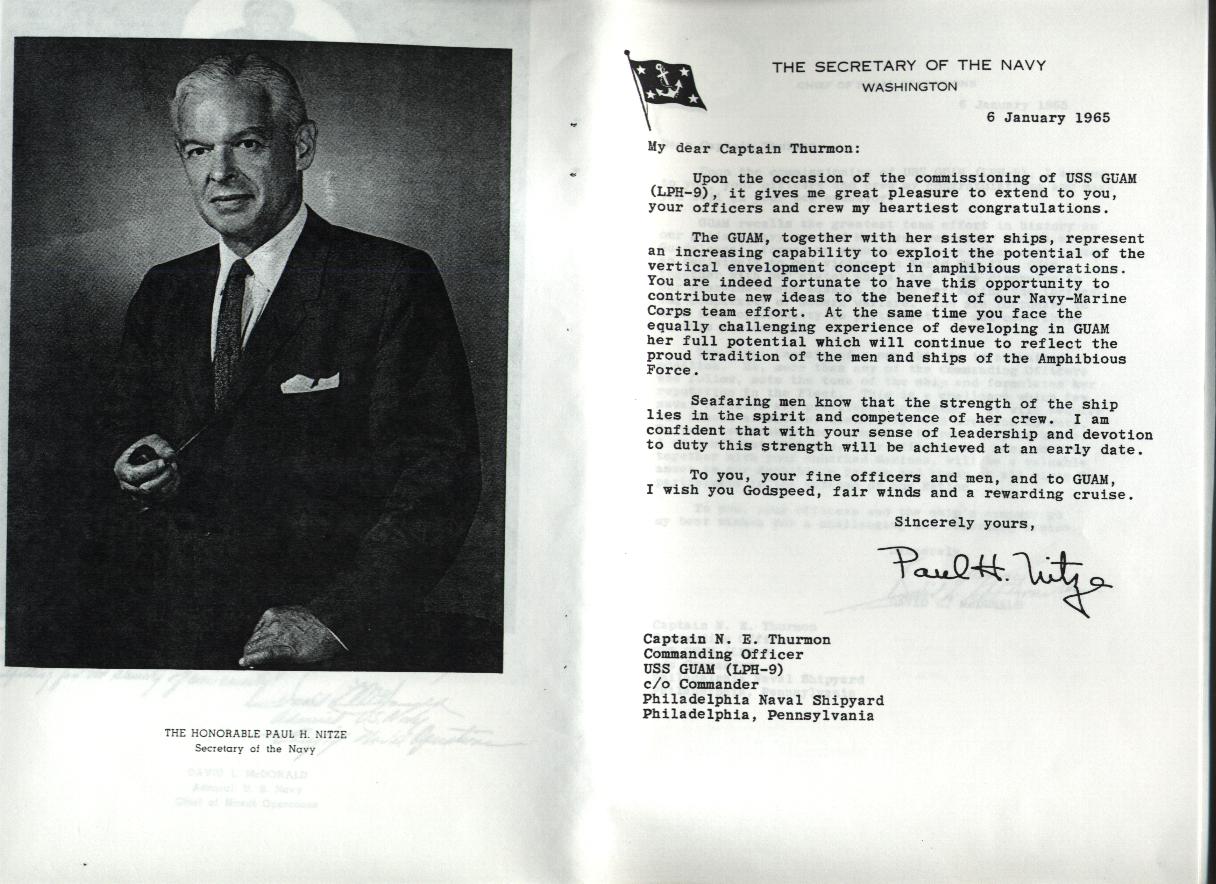 THE HONORABLE PAUL H. NITZE
Secretary of the Navy
DAVID L. McDONALD
Admiral U. S. Navy
Chief of Naval Operations
THE SECRETARY OF THE NAVY
WASHINGTON
6 January 1965
My dear Captain Thurmon:
Upon the occasion of the commissioning of USS GUAM
(LPH-9), it gives me great pleasure to extend to you,
your officers and crew my heartiest congratulations.
The GUAM, together with her sister ships, represent
an increasing capability to exploit the potential of the
vertical envelopment concept in amphibious operations.
You are indeed fortunate to have this opportunity to
contribute new ideas to the benefit of our Navy-Marine
Corps team effort. At the same time you face the
equally challenging experience of developing in GUAM
her full potential which will continue to reflect the
proud tradition of the men and ships of the Amphibious
Force.
Seafaring men know that the strength of the ship
lies in the spirit and competence of her crew. I am
confident that with your sense of leadership and devotion
to duty this strength will be achieved at an early date.
To you, your fine officers and men, and to GUAM,
I wish you Godspeed, fair winds and a rewarding cruise.
Sincerely yours,
Paul H. Nitze
Captain N. E. Thurmon
Commanding Officer
USS GUAM (LPH-9)
c/o Commander
Philadelphia Naval Shipyard
Philadelphia, Pennsylvania